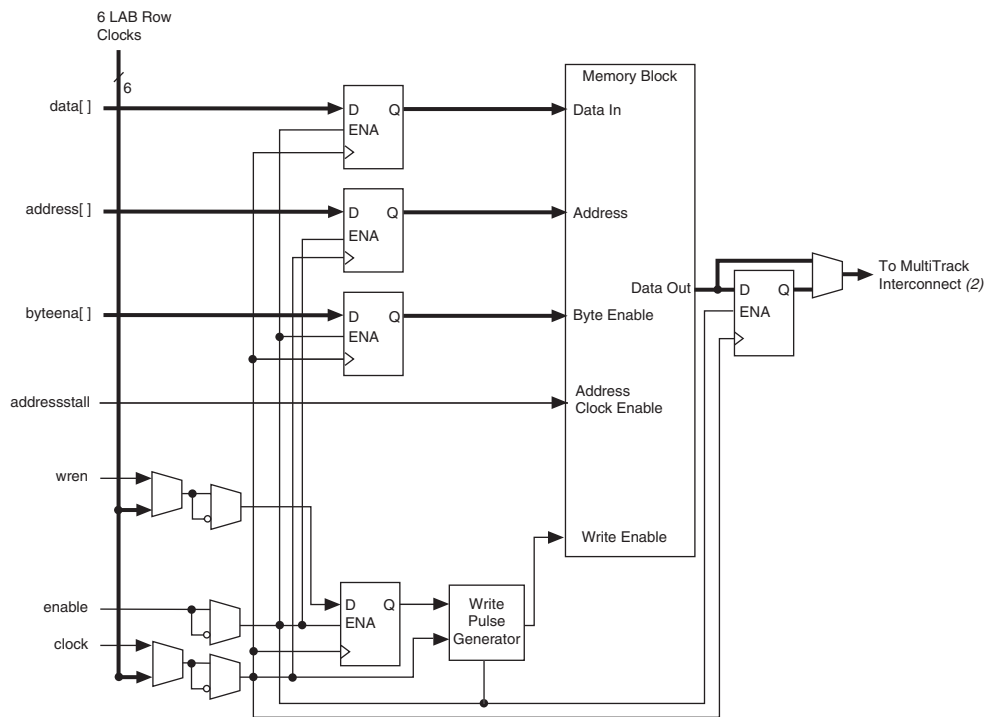 6 LAB Row
Clocks
6
Memory Block
data[ ]
D Q
ENA
Data In
address[ ]
D Q
ENA
Address
To MultiTrack
Interconnect (2)
Data Out
D Q
ENA
byteena[ ]
D Q
ENA
Byte Enable
addressstall
Address
Clock Enable
wren
Write Enable
enable
D Q
ENA
Write
Pulse
Generator
clock